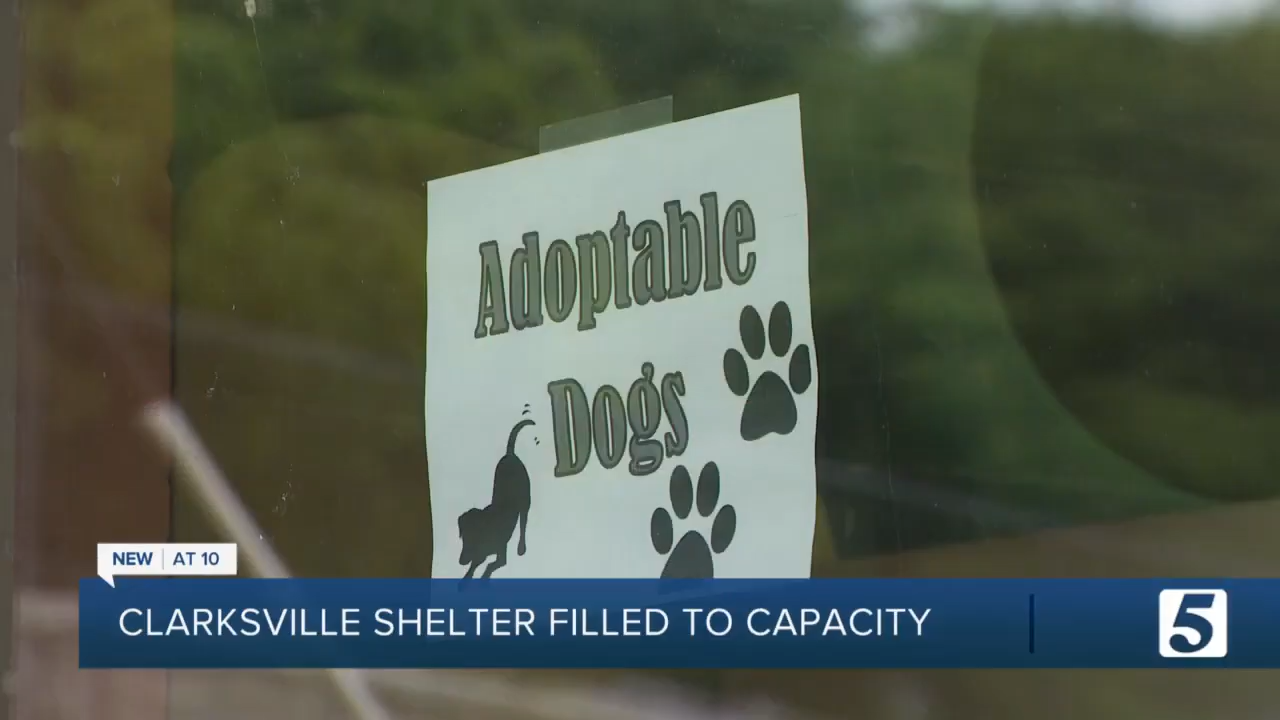 Adoptable
Dogs
NEW | AT 10
CLARKSVILLE SHELTER FILLED TO CAPACITY
5